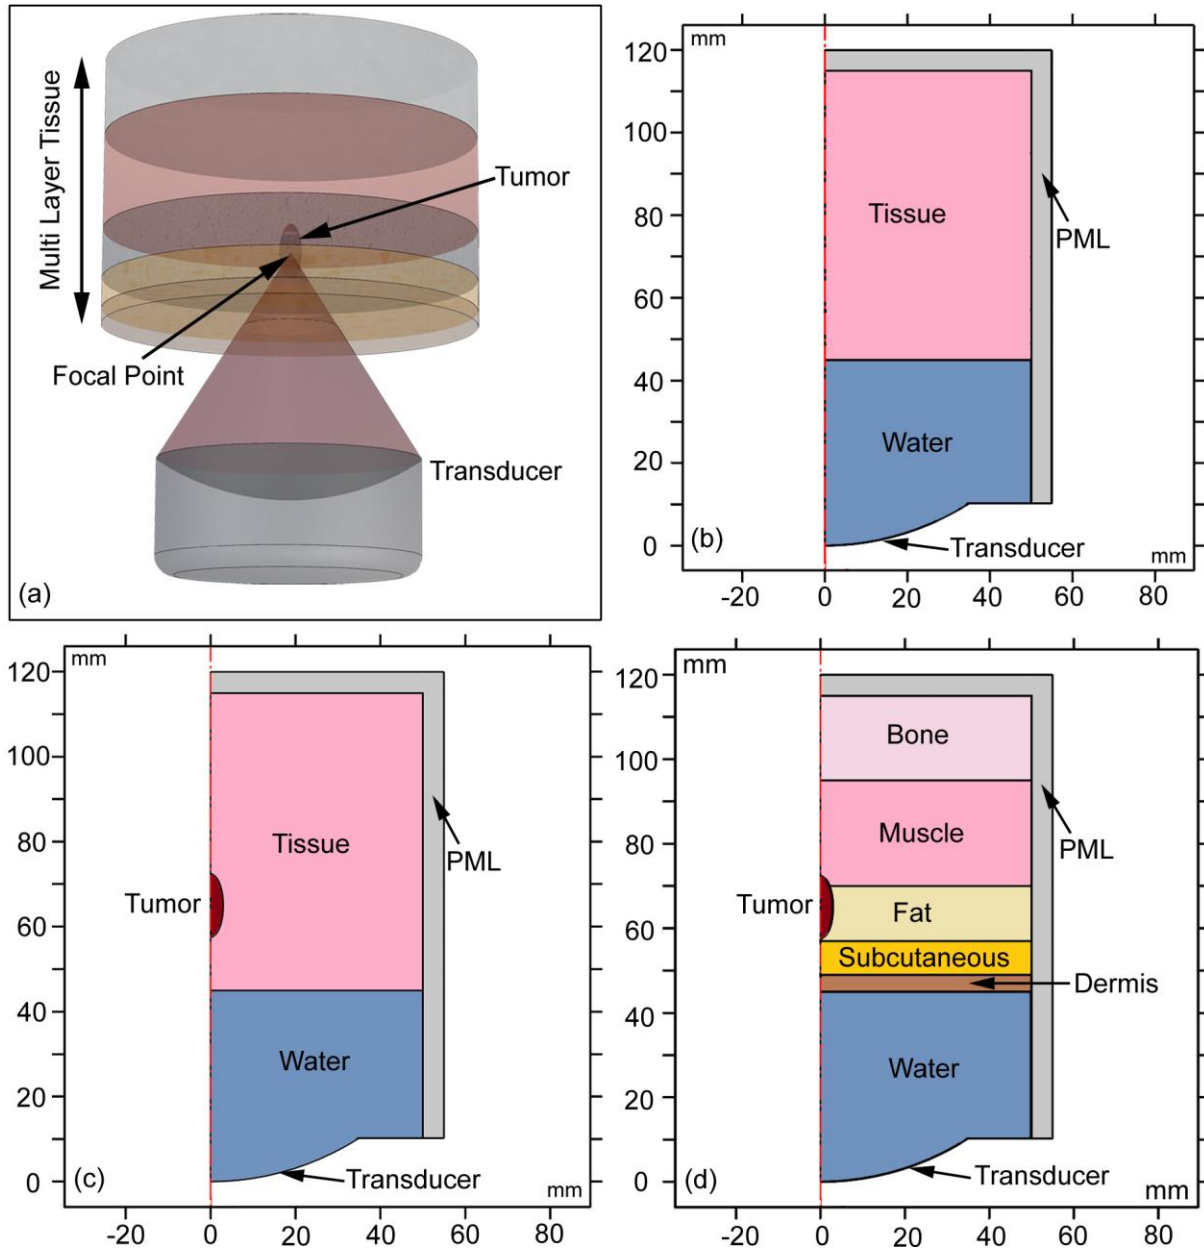 Multi Layer Tissue
Tumor
Focal Point
Transducer
(a)
mm
120
100
80
60
40
20
0
Tissue
PML
Water
Transducer
(b)
mm
-20 0 20 40 60 80
mm
120
100
80
60
40
20
0
Tissue
Tumor
PML
Water
Transducer
(c)
mm
-20 0 20 40 60 80
mm
120
100
80
60
40
20
0
Bone
Muscle
PML
Tumor
Fat
Subcutaneous
Dermis
Water
Transducer
(d)
mm
-20 0 20 40 60 80